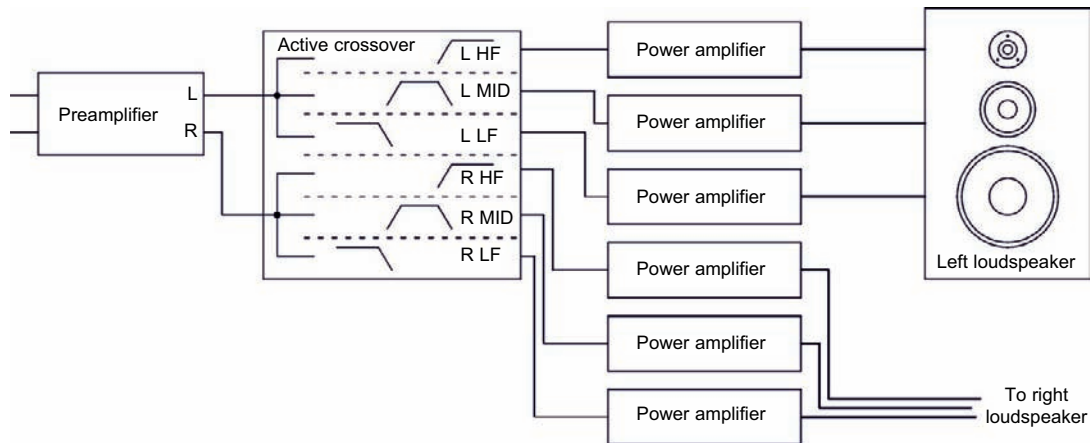 Preamplifier
L
R
Active crossover
L HF
L MID
L LF
R HF
R MID
R LF
Power amplifier
Power amplifier
Power amplifier
Power amplifier
Power amplifier
Power amplifier
Left loudspeaker
To right
loudspeaker